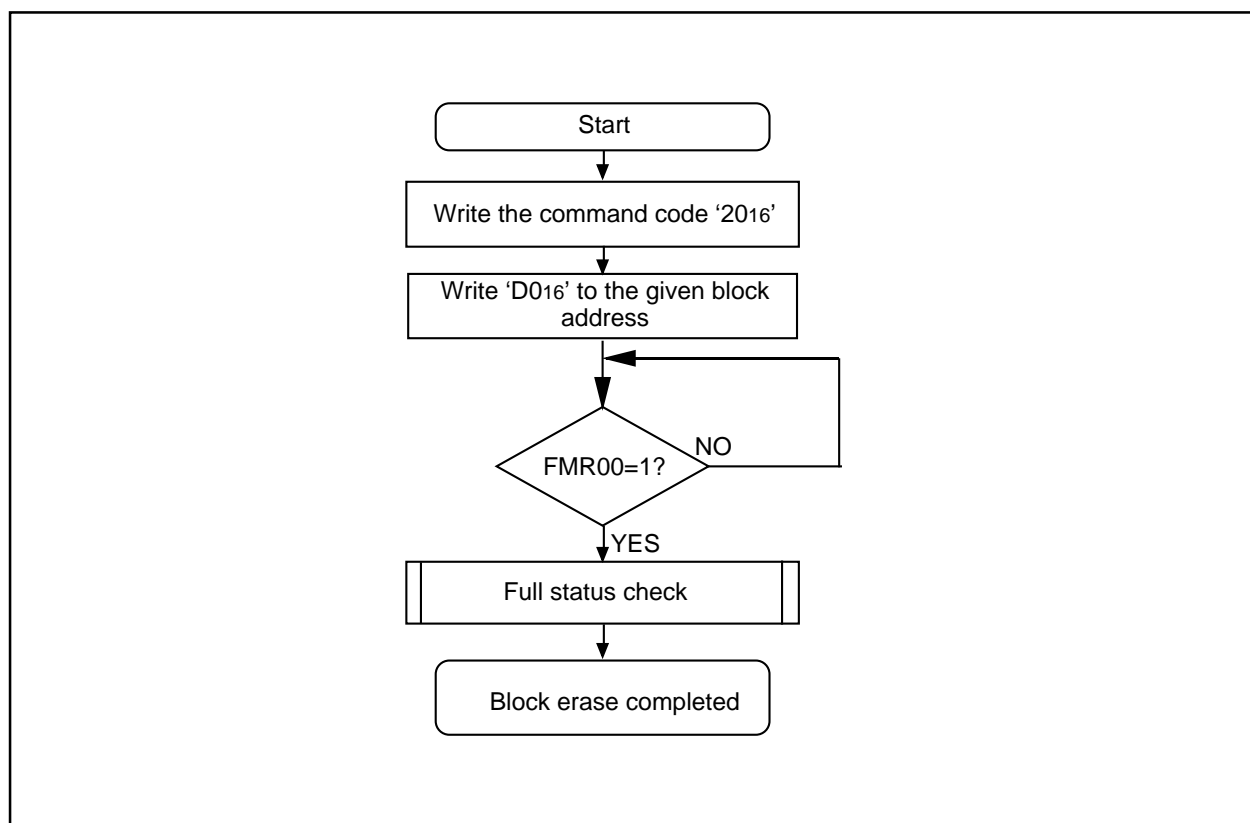 Start
Write the command code ‘2016’
Write ‘D016’ to the given block
address
FMR00=1?
NO
YES
Full status check
Block erase completed